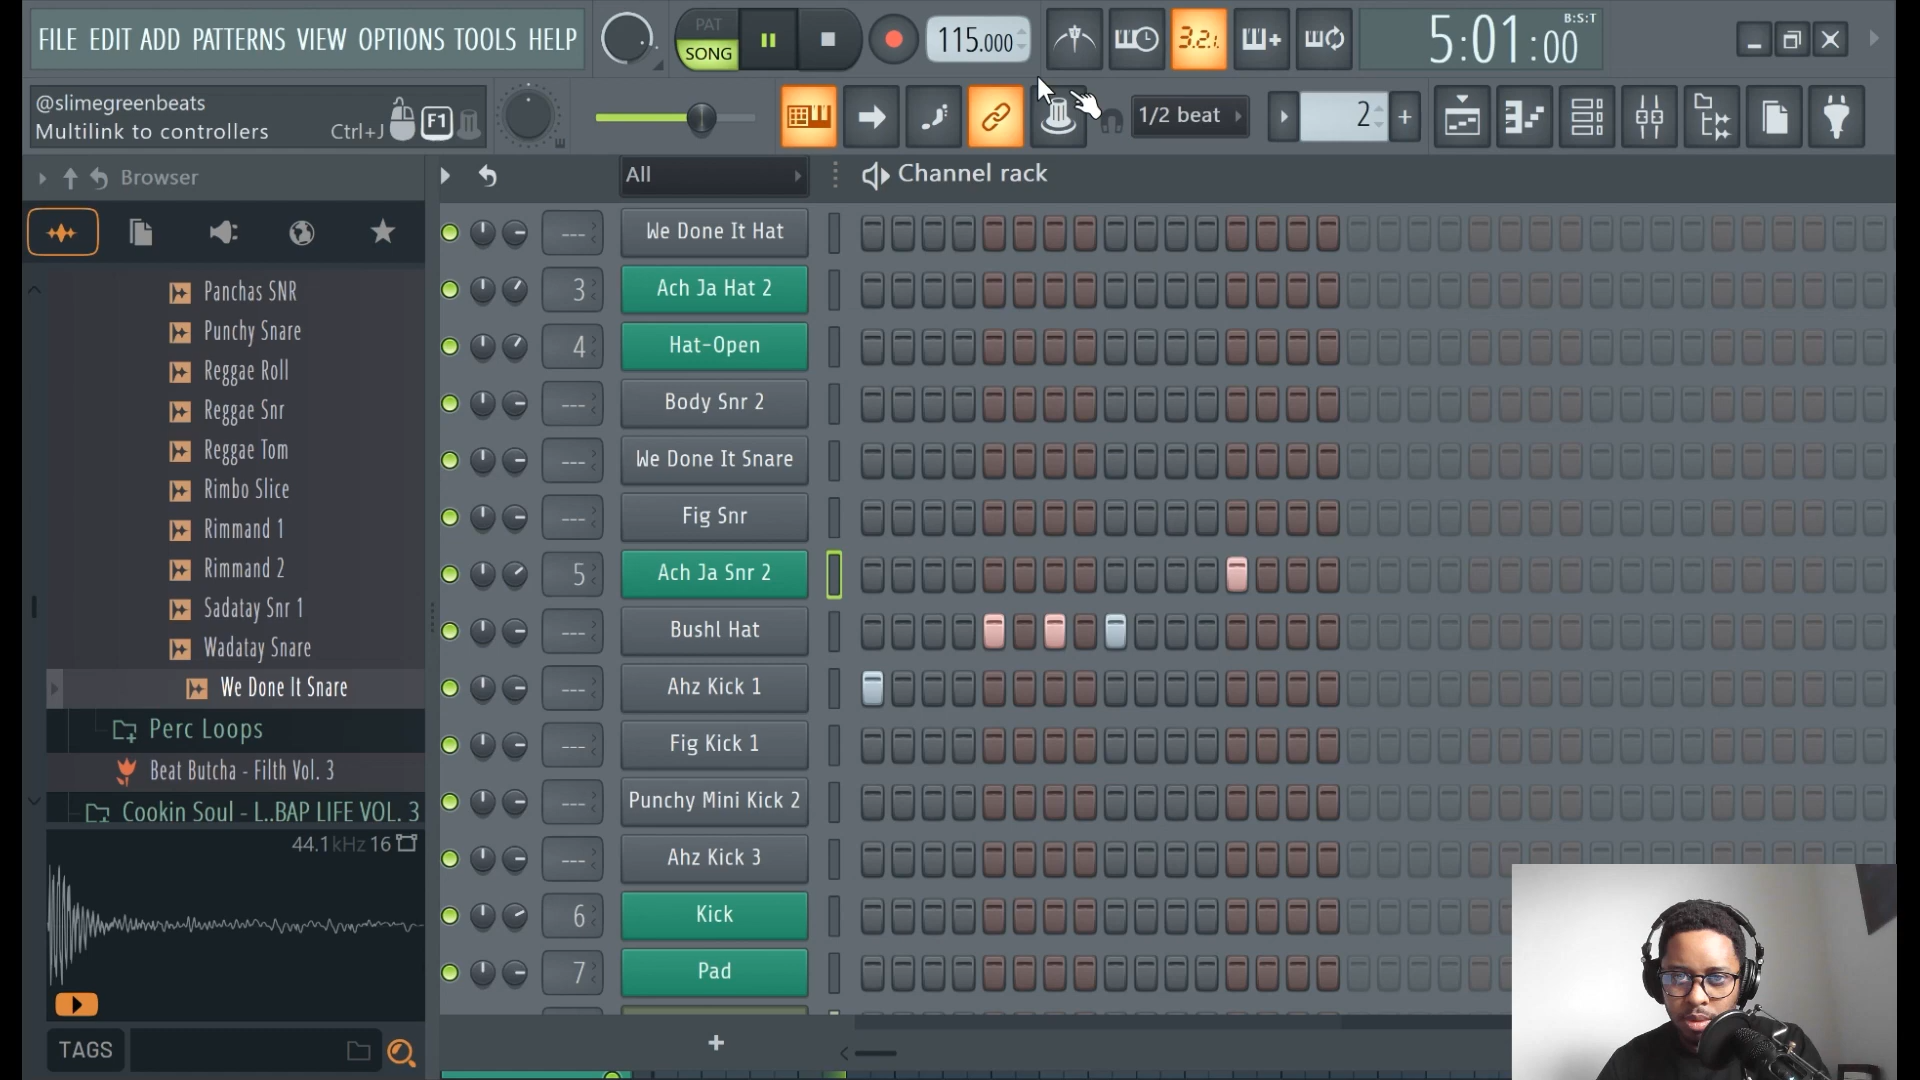 FILE EDIT ADD PATTERNS VIEW OPTIONS TOOLS HELP
PAT
SONG
115.000
3.2.1.
B:S:T
5:01:00
@slimegreenbeats
Multilink to controllers Ctrl+J F1
1/2 beat
2 +
Browser
All
Channel rack
Panchas SNR
Punchy Snare
Reggae Roll
Reggae Snr
Reggae Tom
Rimbo Slice
Rimmand 1
Rimmand 2
Sadatay Snr 1
Wadatay Snare
We Done It Snare
Perc Loops
Beat Butcha - Filth Vol. 3
Cookin Soul - L..BAP LIFE VOL. 3
44.1kHz 16
TAGS
--- We Done It Hat
3 Ach Ja Hat 2
4 Hat-Open
--- Body Snr 2
--- We Done It Snare
--- Fig Snr
5 Ach Ja Snr 2
--- Bushl Hat
--- Ahz Kick 1
--- Fig Kick 1
--- Punchy Mini Kick 2
--- Ahz Kick 3
6 Kick
7 Pad
+